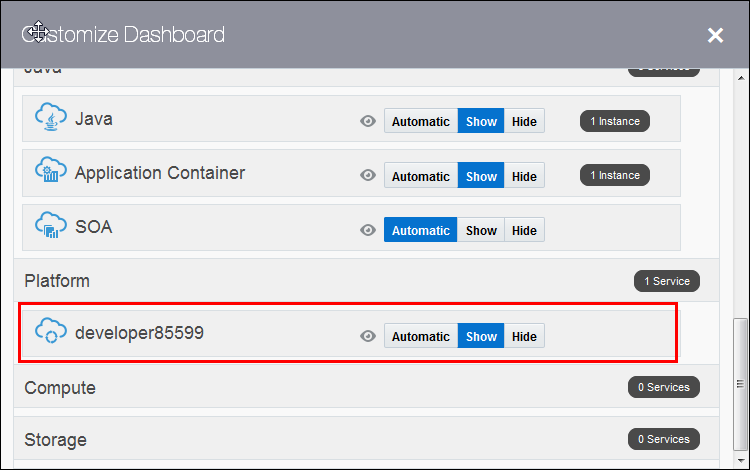 Customize Dashboard
Java
Java Automatic Show Hide 1 Instance
Application Container Automatic Show Hide 1 Instance
SOA Automatic Show Hide
Platform 1 Service
developer85599 Automatic Show Hide
Compute 0 Services
Storage 0 Services